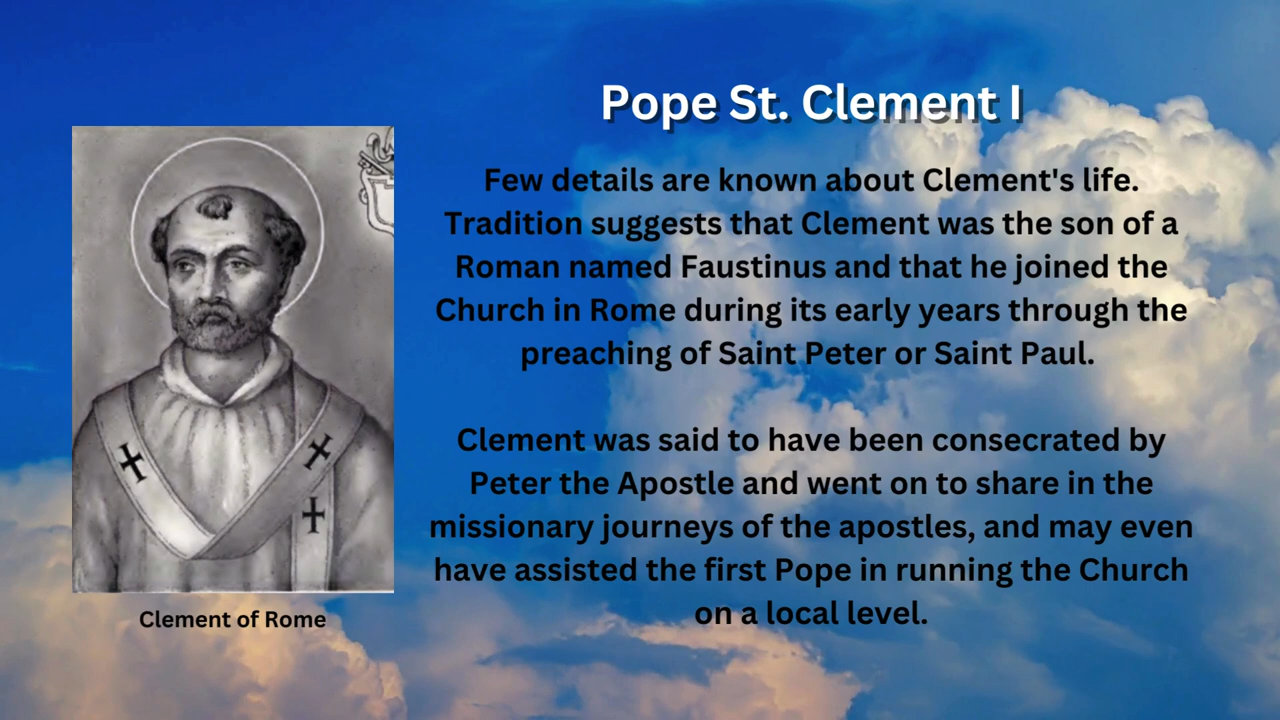 Pope St. Clement I
Few details are known about Clement's life.
Tradition suggests that Clement was the son of a
Roman named Faustinus and that he joined the
Church in Rome during its early years through the
preaching of Saint Peter or Saint Paul.
Clement was said to have been consecrated by
Peter the Apostle and went on to share in the
missionary journeys of the apostles, and may even
have assisted the first Pope in running the Church
on a local level.
Clement of Rome